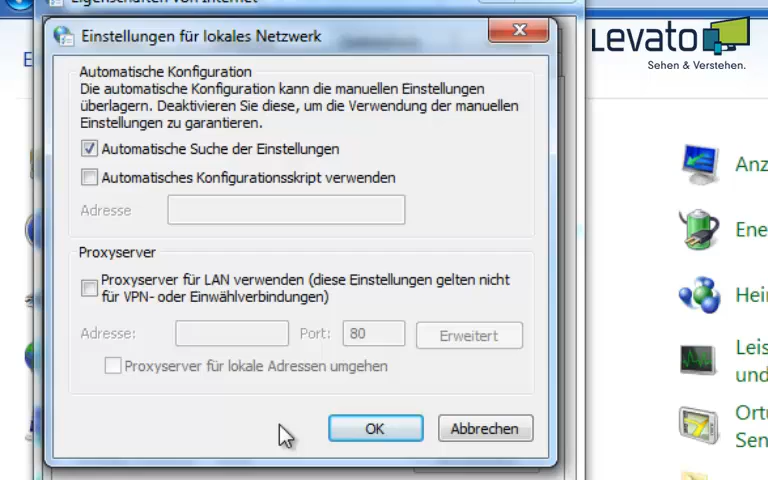 Eigenschaften von Internet
Einstellungen für lokales Netzwerk
Levato
Sehen & Verstehen.
Automatische Konfiguration
Die automatische Konfiguration kann die manuellen Einstellungen
überlagern. Deaktivieren Sie diese, um die Verwendung der manuellen
Einstellungen zu garantieren.
Automatische Suche der Einstellungen
Automatisches Konfigurationsskript verwenden
Adresse
Proxyserver
Proxyserver für LAN verwenden (diese Einstellungen gelten nicht
für VPN- oder Einwählverbindungen)
Adresse:
Port: 80
Erweitert
Proxyserver für lokale Adressen umgehen
OK
Abbrechen
Anz
Ene
Hei
Leis
und
Ort
Sen